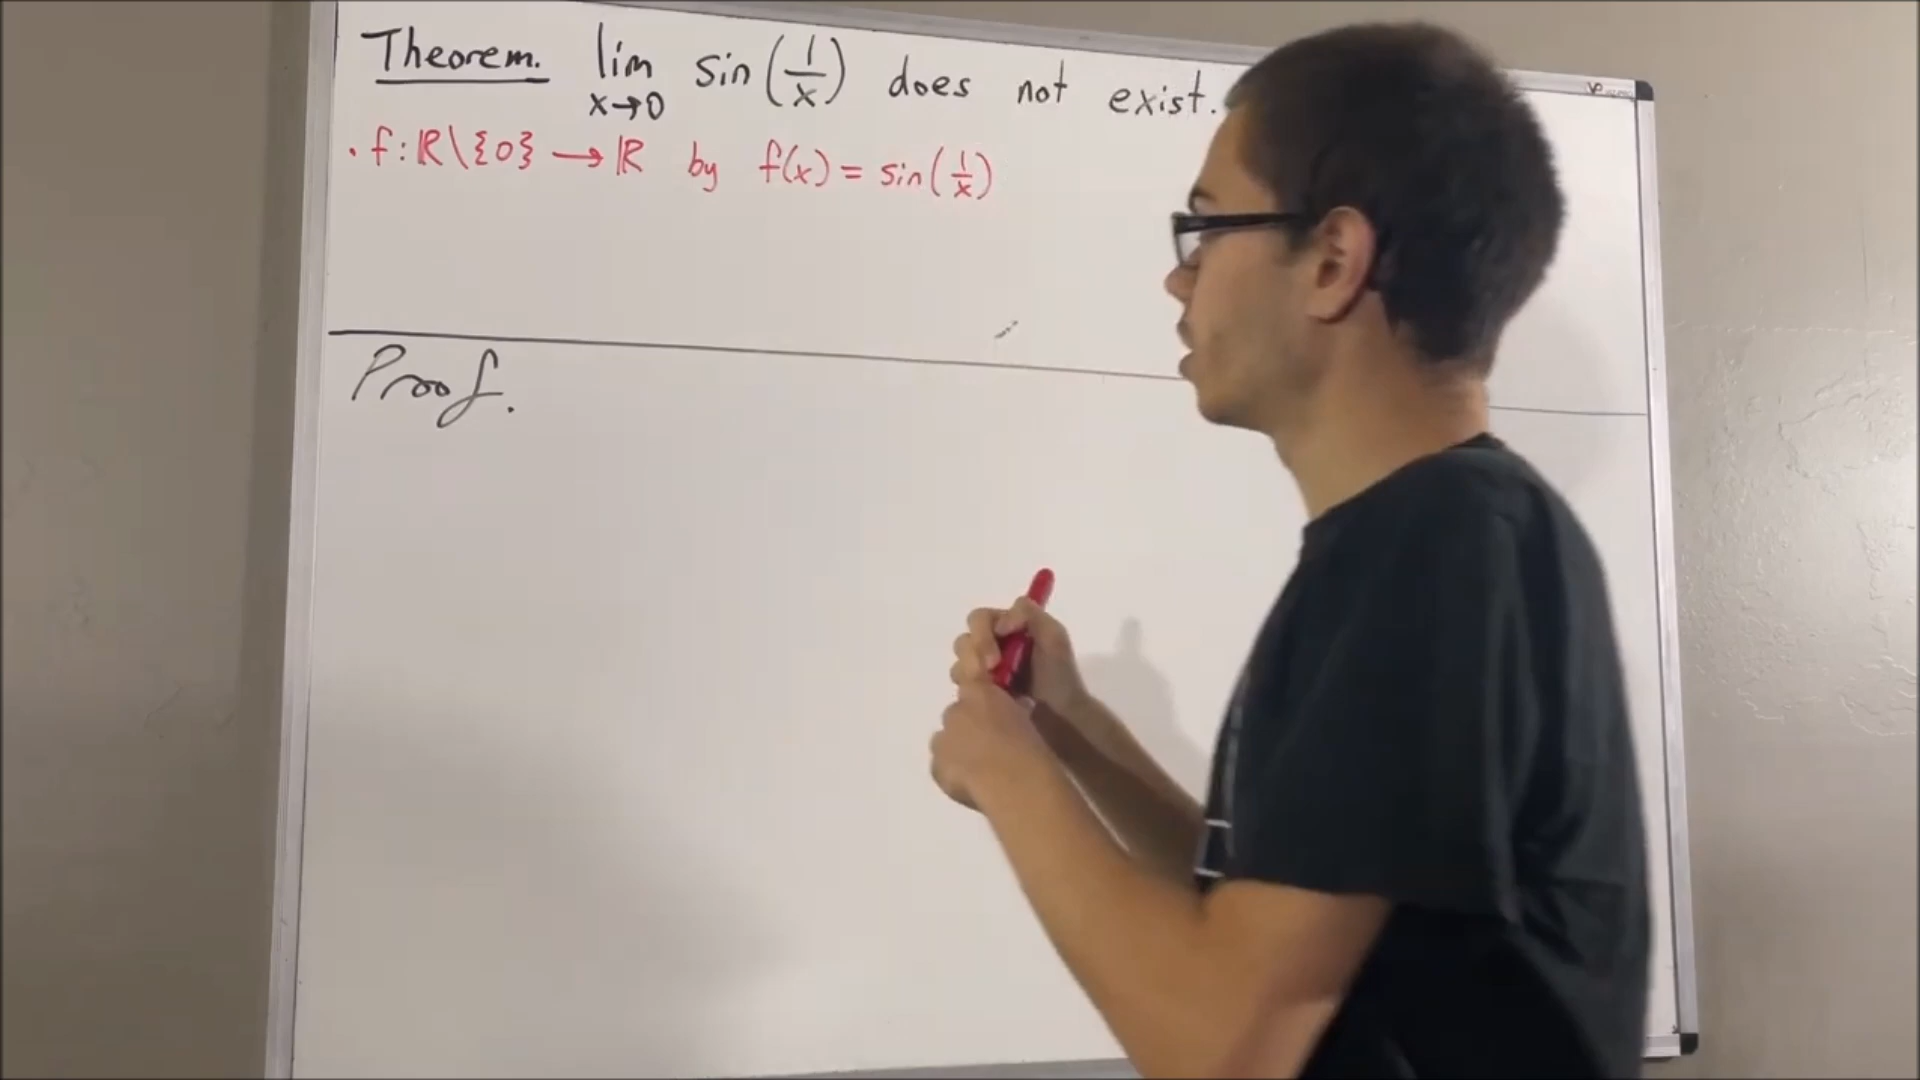 Theorem. lim x→0 sin(1/x) does not exist.
· f: ℝ\{0} → ℝ by f(x) = sin(1/x)
Proof.